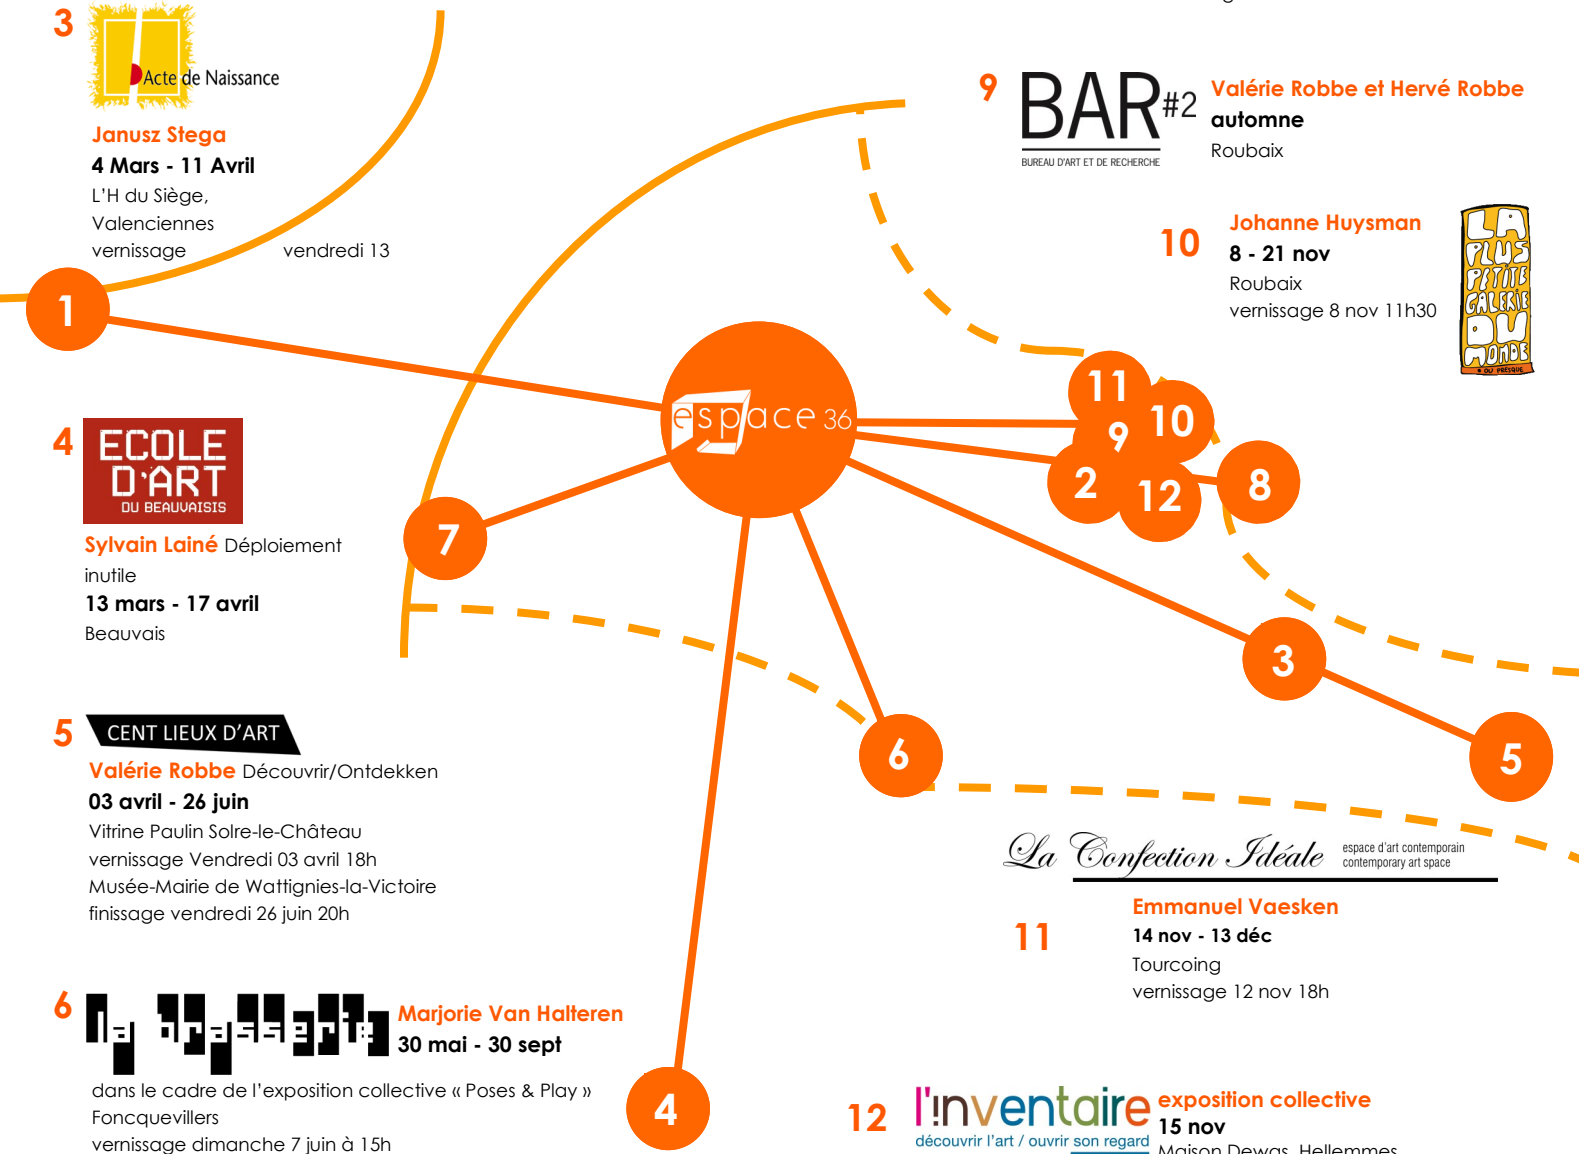 3
Acte de Naissance
Janusz Stega
4 Mars - 11 Avril
L'H du Siège,
Valenciennes
vernissage vendredi 13
4
ECOLE
D'ART
DU BEAUVAISIS
Sylvain Lainé Déploiement
inutile
13 mars - 17 avril
Beauvais
5
CENT LIEUX D'ART
Valérie Robbe Découvrir/Ontdekken
03 avril - 26 juin
Vitrine Paulin Solre-le-Château
vernissage Vendredi 03 avril 18h
Musée-Mairie de Wattignies-la-Victoire
finissage vendredi 26 juin 20h
6
la brasserie
Marjorie Van Halteren
30 mai - 30 sept
dans le cadre de l'exposition collective « Poses & Play »
Foncquevillers
vernissage dimanche 7 juin à 15h
1
espace 36
7
4
6
11
10
9
2
12
8
3
5
9
BAR#2
BUREAU D'ART ET DE RECHERCHE
Valérie Robbe et Hervé Robbe
automne
Roubaix
10
Johanne Huysman
8 - 21 nov
Roubaix
vernissage 8 nov 11h30
LA
PLUS
PETITE
GALERIE
DU
MONDE
* OU PRESQUE
La Confection Idéale
espace d'art contemporain
contemporary art space
11
Emmanuel Vaesken
14 nov - 13 déc
Tourcoing
vernissage 12 nov 18h
12
l'inventaire
découvrir l'art / ouvrir son regard
exposition collective
15 nov
Maison Dewas, Hellemmes